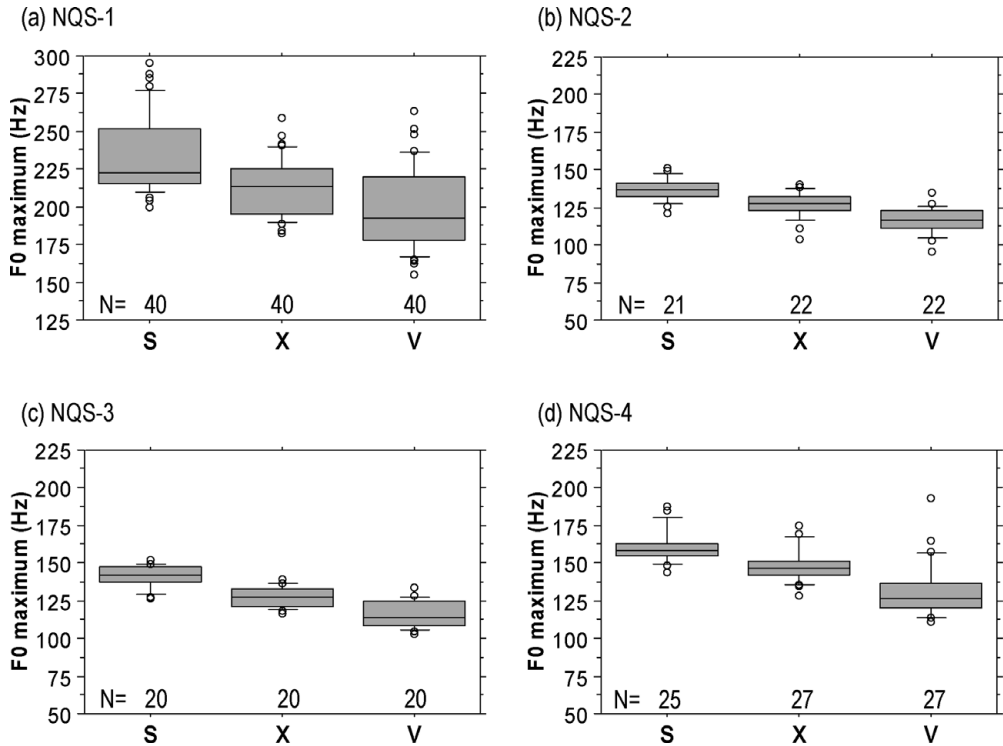 (a) NQS-1
F0 maximum (Hz)
300
275
250
225
200
175
150
125
N= 40 40 40
S X V
(b) NQS-2
F0 maximum (Hz)
225
200
175
150
125
100
75
50
N= 21 22 22
S X V
(c) NQS-3
F0 maximum (Hz)
225
200
175
150
125
100
75
50
N= 20 20 20
S X V
(d) NQS-4
F0 maximum (Hz)
225
200
175
150
125
100
75
50
N= 25 27 27
S X V